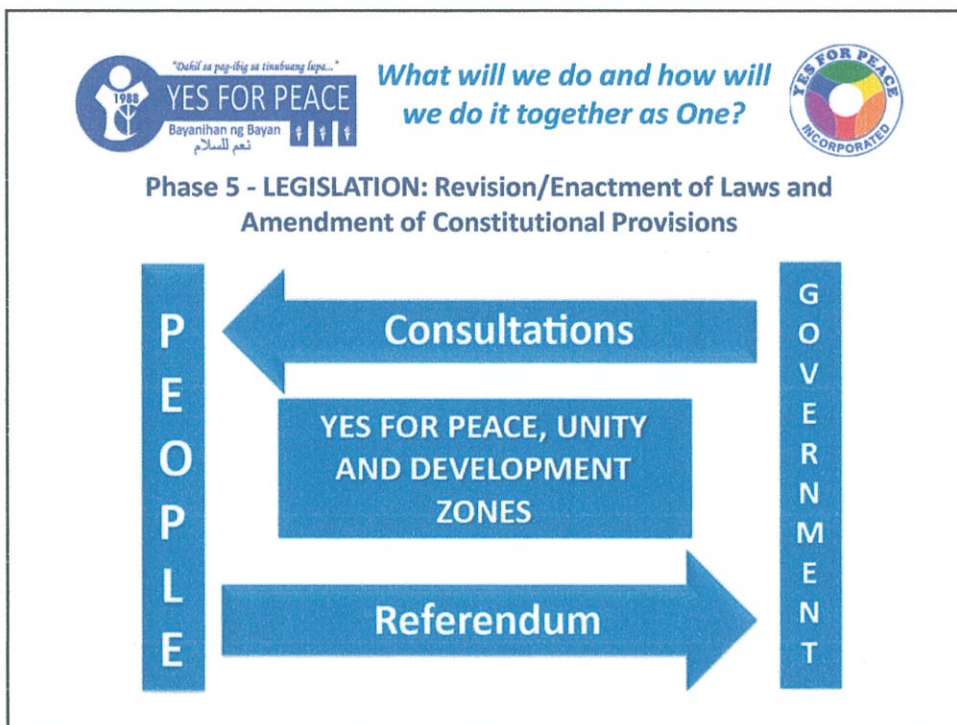 "Dahil sa pag-ibig sa tinubuang lupa..."
1988
YES FOR PEACE
Bayanihan ng Bayan
نعم للسلام
What will we do and how will
we do it together as One?
YES FOR PEACE
INCORPORATED
Phase 5 - LEGISLATION: Revision/Enactment of Laws and
Amendment of Constitutional Provisions
PEOPLE
Consultations
YES FOR PEACE, UNITY
AND DEVELOPMENT
ZONES
Referendum
GOVERNMENT